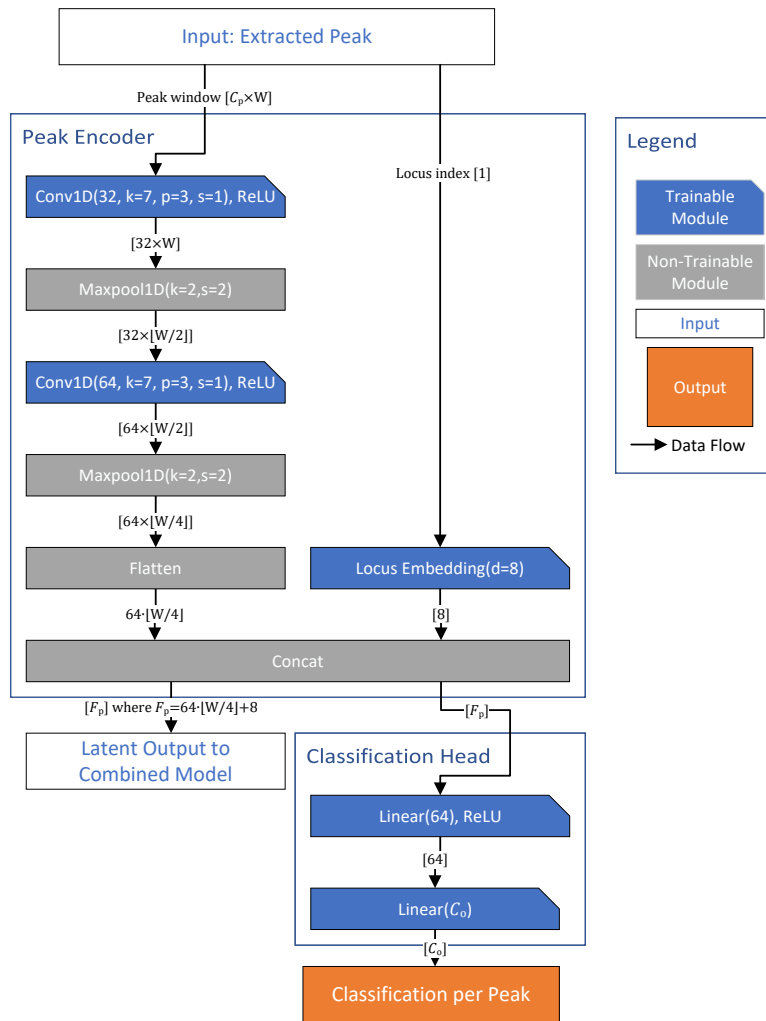 Input: Extracted Peak
Peak window [𝐶ₚ×W]
Peak Encoder
Locus index [1]
Conv1D(32, k=7, p=3, s=1), ReLU
[32×W]
Maxpool1D(k=2,s=2)
[32×⌊W/2⌋]
Conv1D(64, k=7, p=3, s=1), ReLU
[64×⌊W/2⌋]
Maxpool1D(k=2,s=2)
[64×⌊W/4⌋]
Flatten
Locus Embedding(d=8)
64·⌊W/4⌋
[8]
Concat
[𝐹ₚ] where 𝐹ₚ=64·⌊W/4⌋+8
[𝐹ₚ]
Latent Output to
Combined Model
Classification Head
Linear(64), ReLU
[64]
Linear(𝐶ₒ)
[𝐶ₒ]
Classification per Peak
Legend
Trainable
Module
Non-Trainable
Module
Input
Output
Data Flow